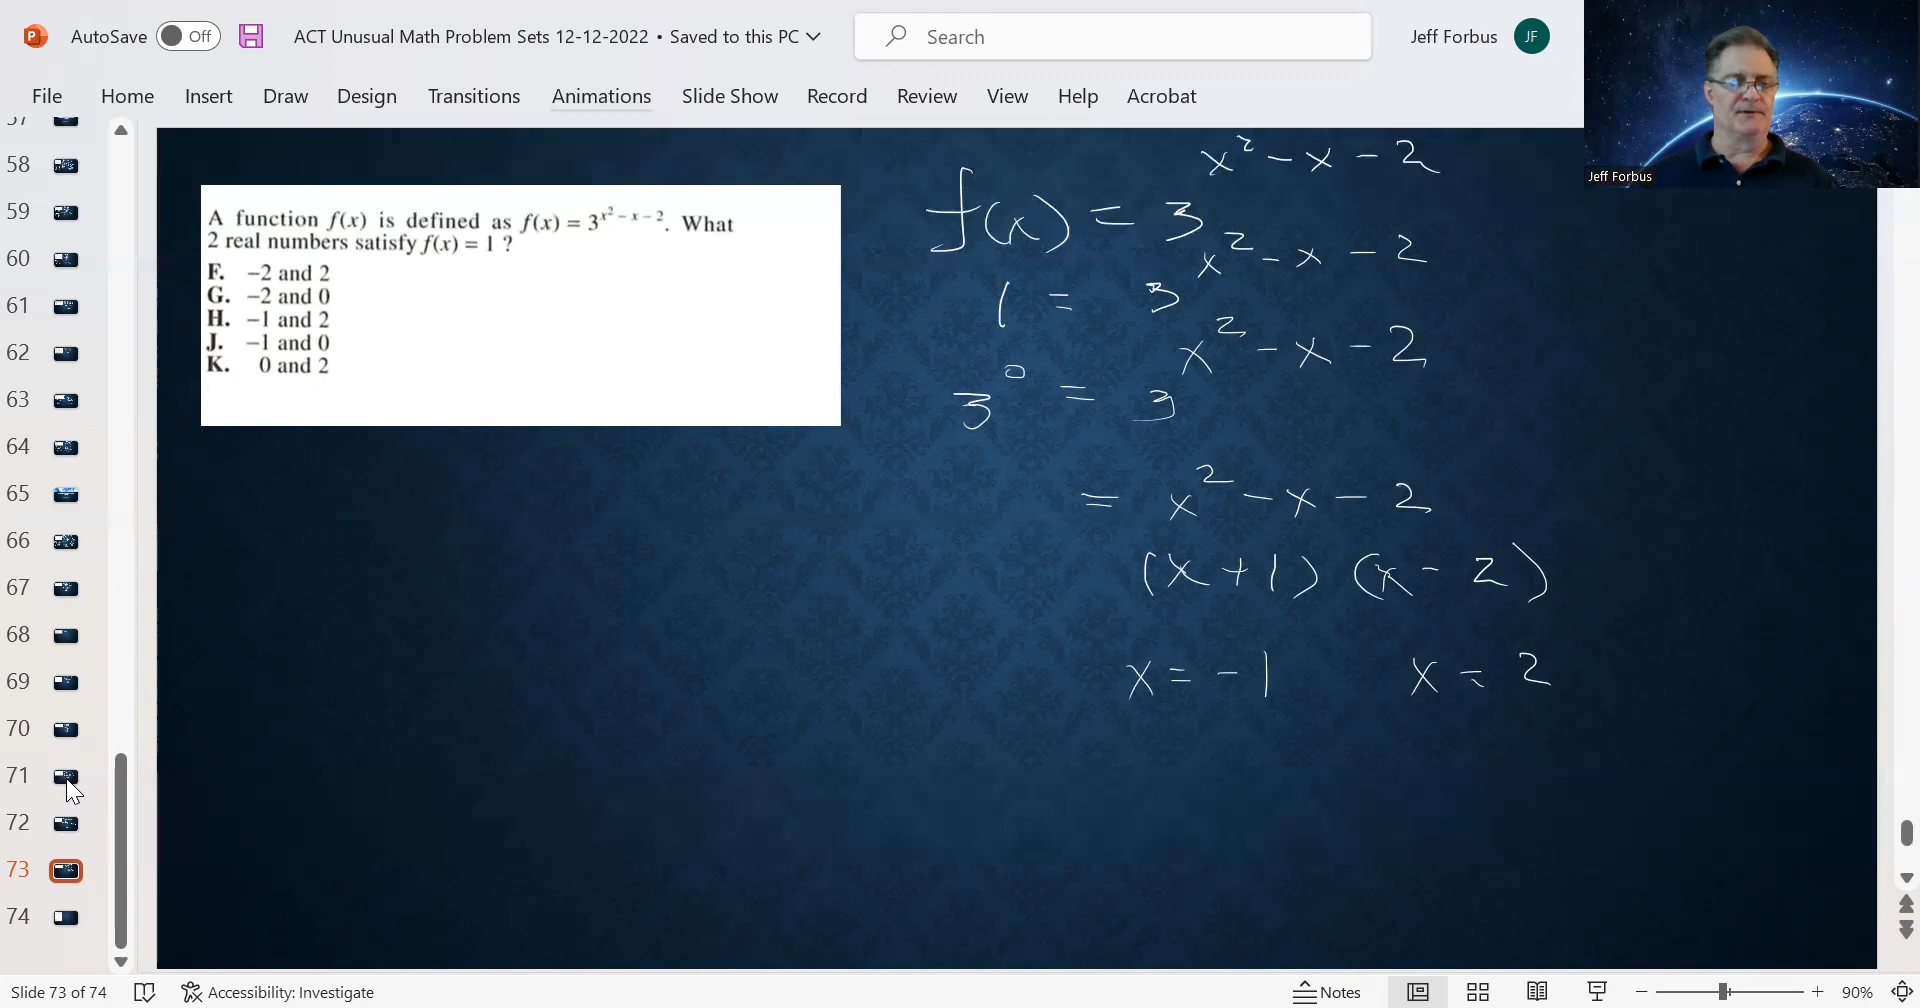 AutoSave Off ACT Unusual Math Problem Sets 12-12-2022 • Saved to this PC Search Jeff Forbus JF
File Home Insert Draw Design Transitions Animations Slide Show Record Review View Help Acrobat
Jeff Forbus
57
58
59
60
61
62
63
64
65
66
67
68
69
70
71
72
73
74
A function f(x) is defined as f(x) = 3^{x² – x – 2}. What
2 real numbers satisfy f(x) = 1 ?
F. –2 and 2
G. –2 and 0
H. –1 and 2
J. –1 and 0
K. 0 and 2
f(x) = 3^{x² – x – 2}
1 = 3^{x² – x – 2}
3⁰ = 3^{x² – x – 2}
= x² – x – 2
(x + 1) (x – 2)
x = – 1 x = 2
Slide 73 of 74 Accessibility: Investigate Notes 90%